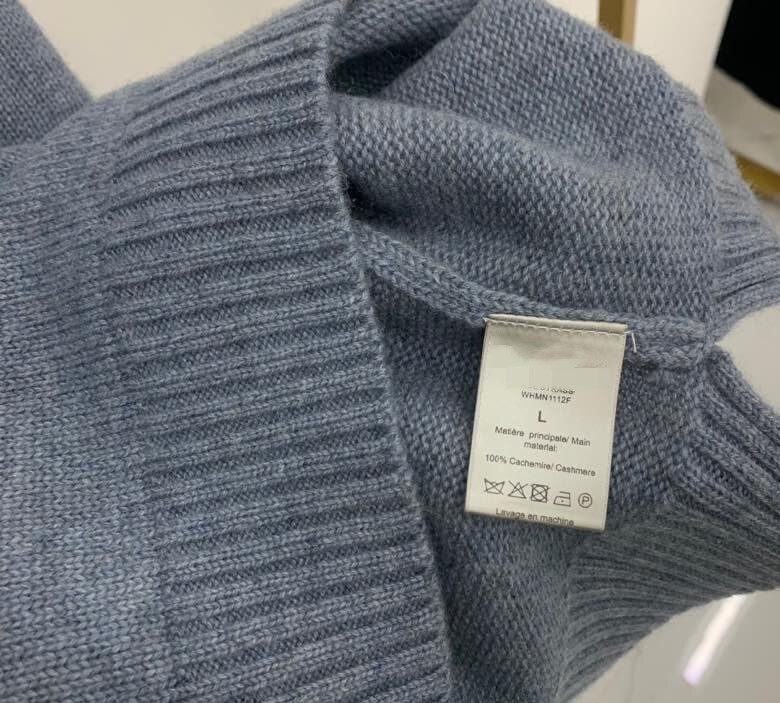 WHMN1112F
L
Matière principale/ Main
material:
100% Cachemire/ Cashmere
P
Lavage en machine